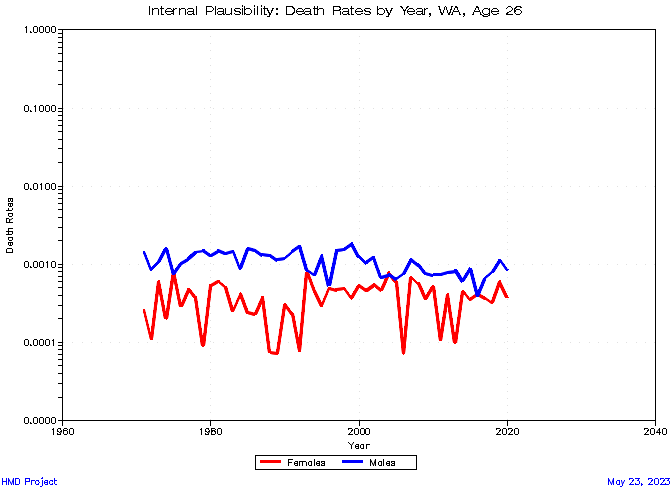 Internal Plausibility: Death Rates by Year, WA, Age 26
1.0000
0.1000
0.0100
0.0010
0.0001
0.0000
Death Rates
1960 1980 2000 2020 2040
Year
Females Males
HMD Project May 23, 2023